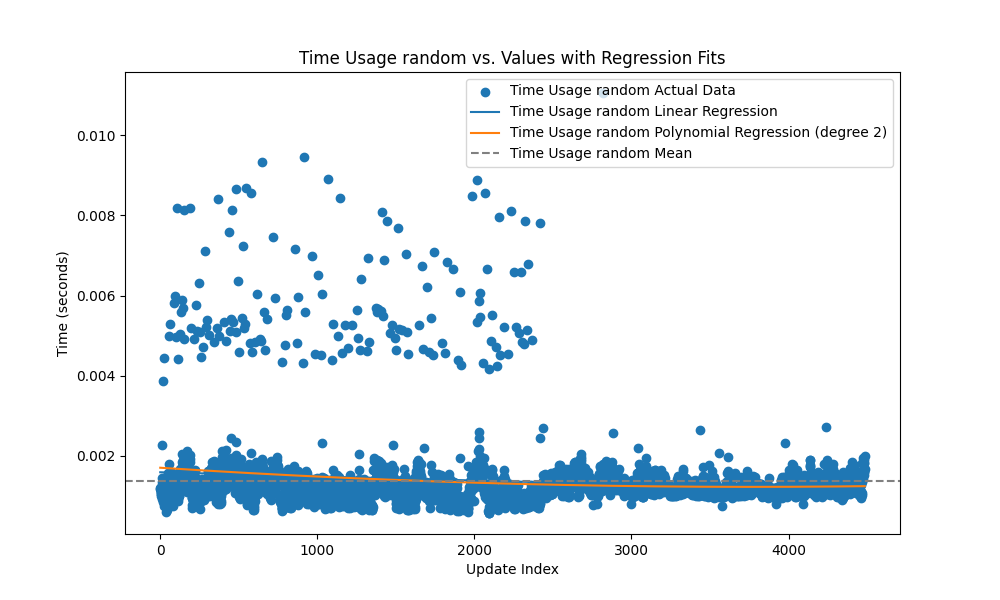 Time Usage random vs. Values with Regression Fits
Time Usage random Actual Data
Time Usage random Linear Regression
Time Usage random Polynomial Regression (degree 2)
Time Usage random Mean
Time (seconds)
0.010
0.008
0.006
0.004
0.002
0
1000
2000
3000
4000
Update Index